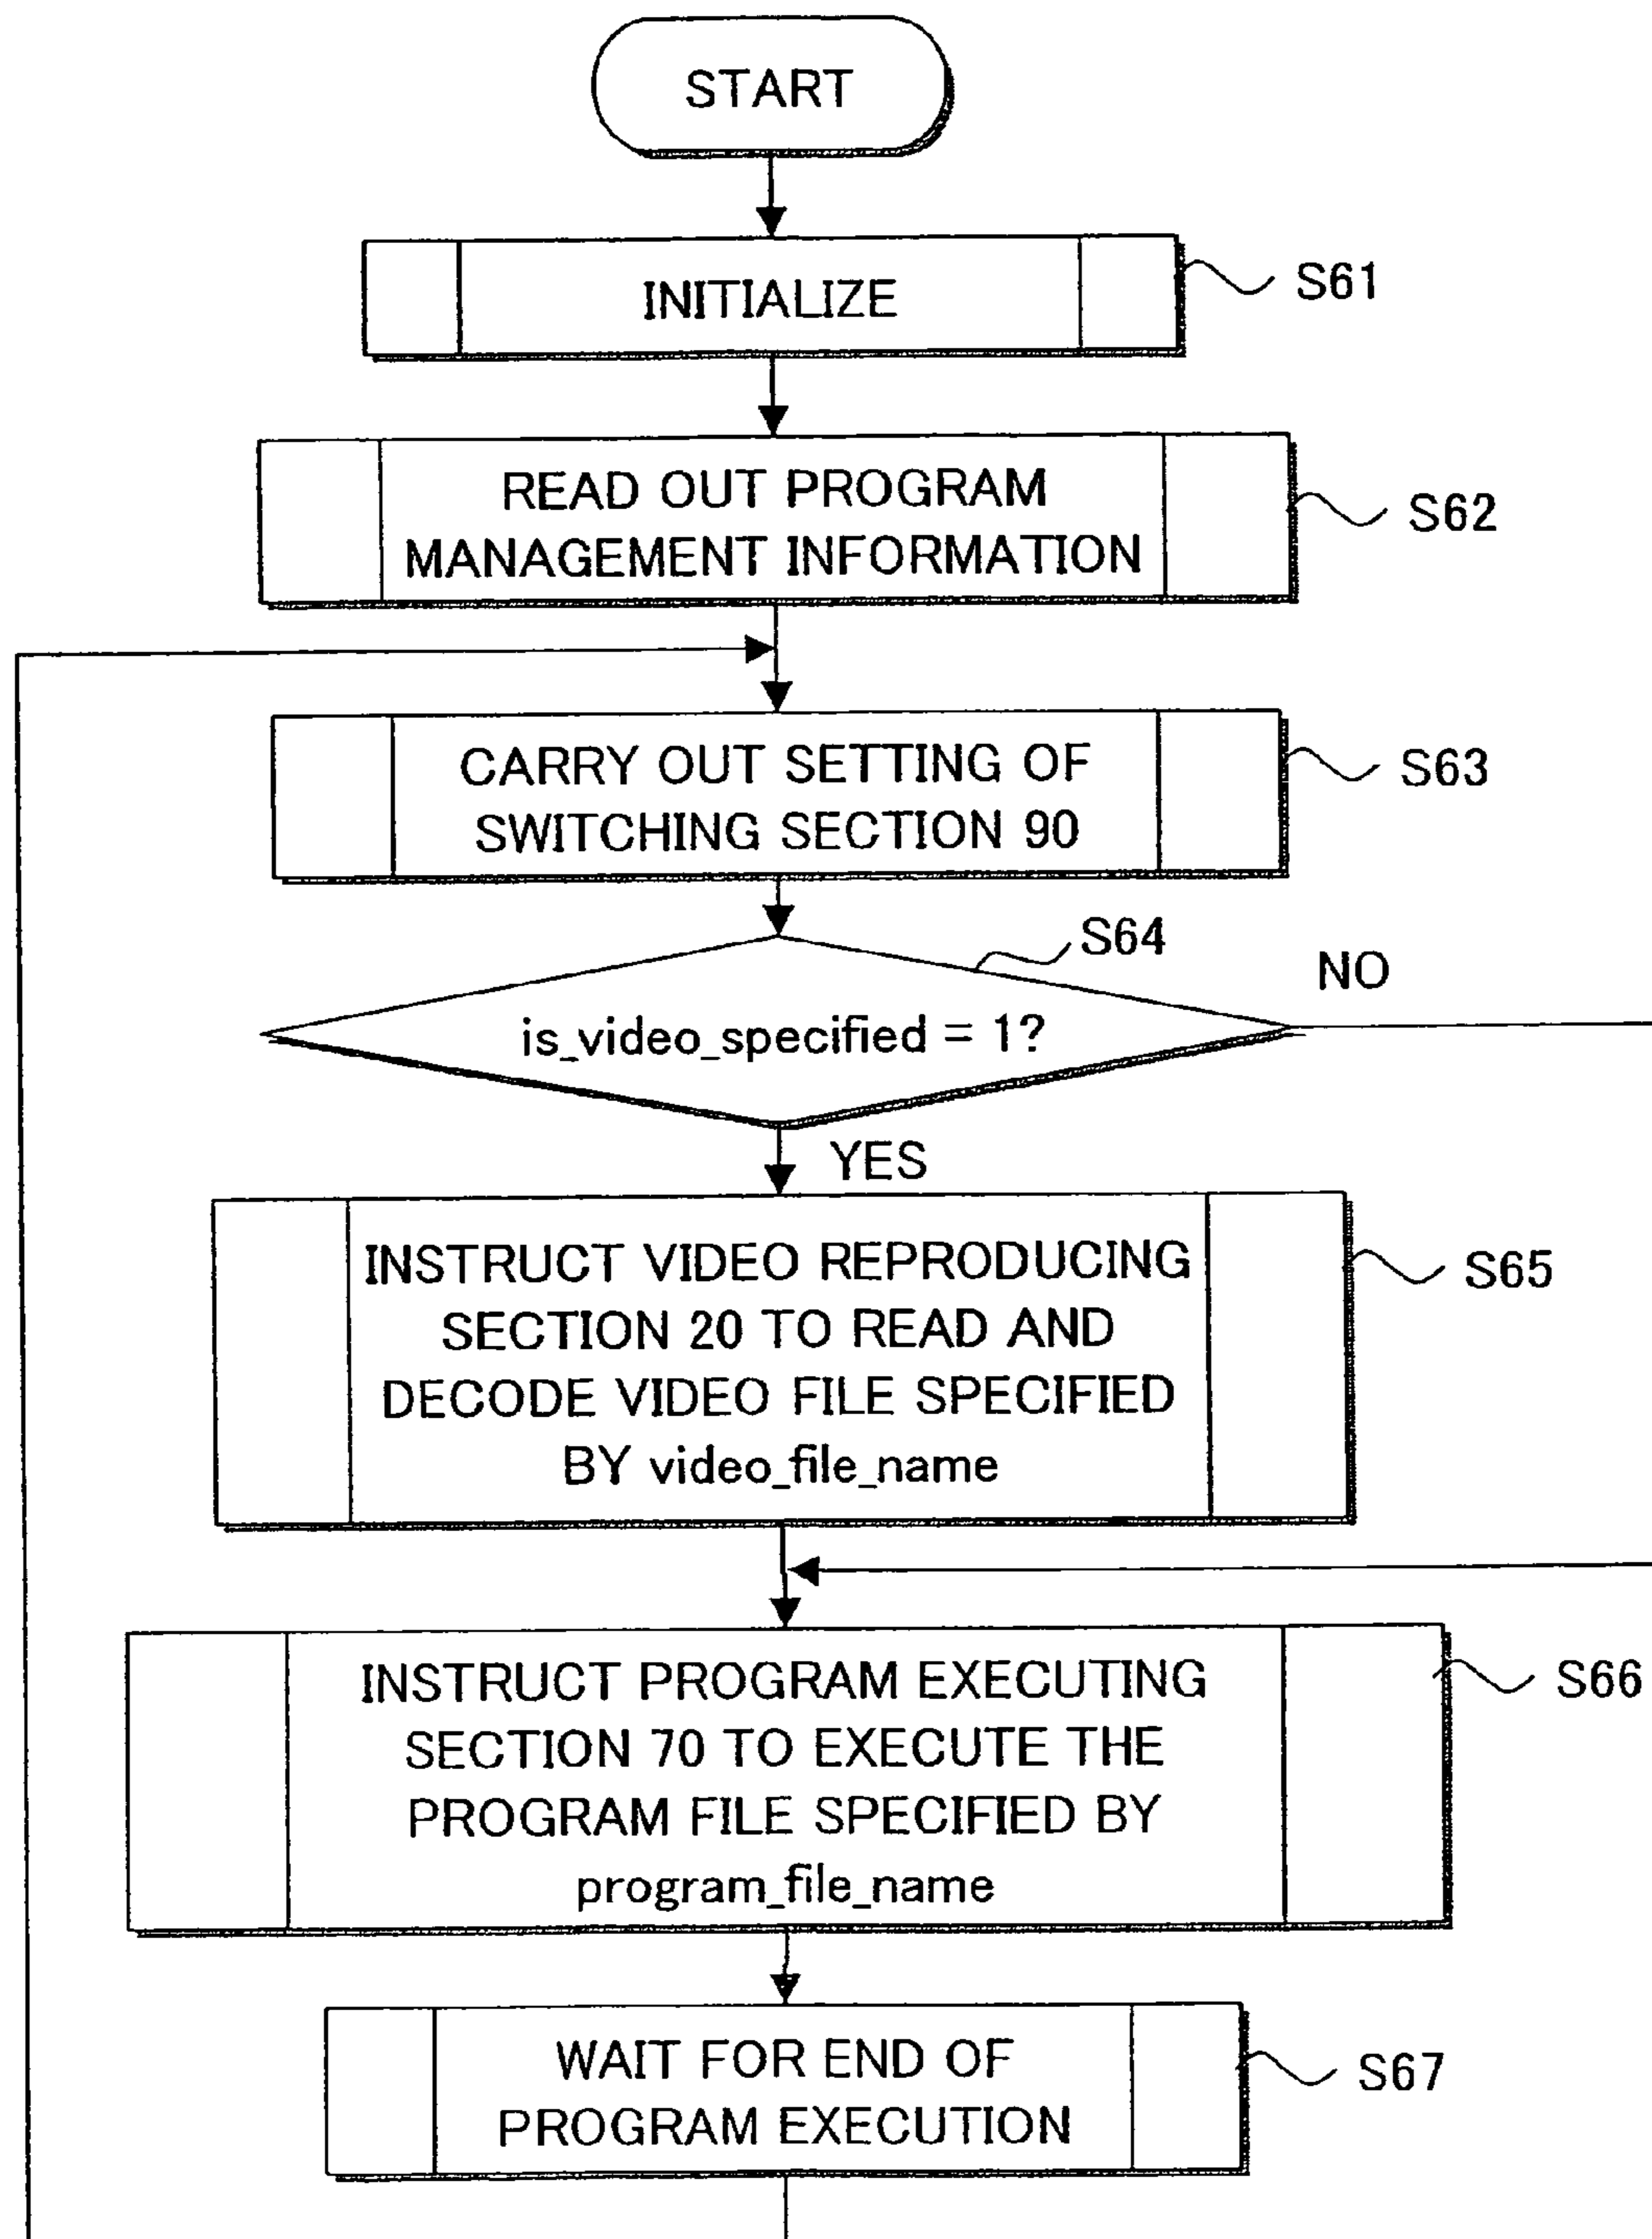 START
INITIALIZE
S61
READ OUT PROGRAM
MANAGEMENT INFORMATION
S62
CARRY OUT SETTING OF
SWITCHING SECTION 90
S63
S64
NO
is_video_specified = 1?
YES
INSTRUCT VIDEO REPRODUCING
SECTION 20 TO READ AND
DECODE VIDEO FILE SPECIFIED
BY video_file_name
S65
INSTRUCT PROGRAM EXECUTING
SECTION 70 TO EXECUTE THE
PROGRAM FILE SPECIFIED BY
program_file_name
S66
WAIT FOR END OF
PROGRAM EXECUTION
S67